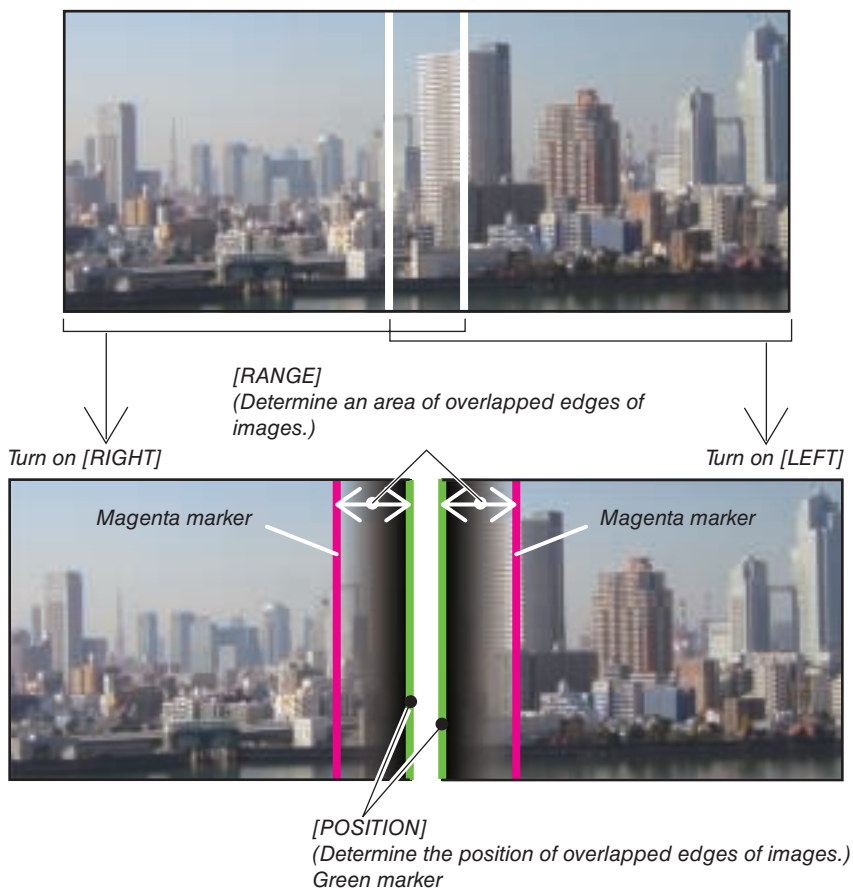 [RANGE]
(Determine an area of overlapped edges of
images.)
Turn on [RIGHT]
Turn on [LEFT]
Magenta marker
Magenta marker
[POSITION]
(Determine the position of overlapped edges of images.)
Green marker